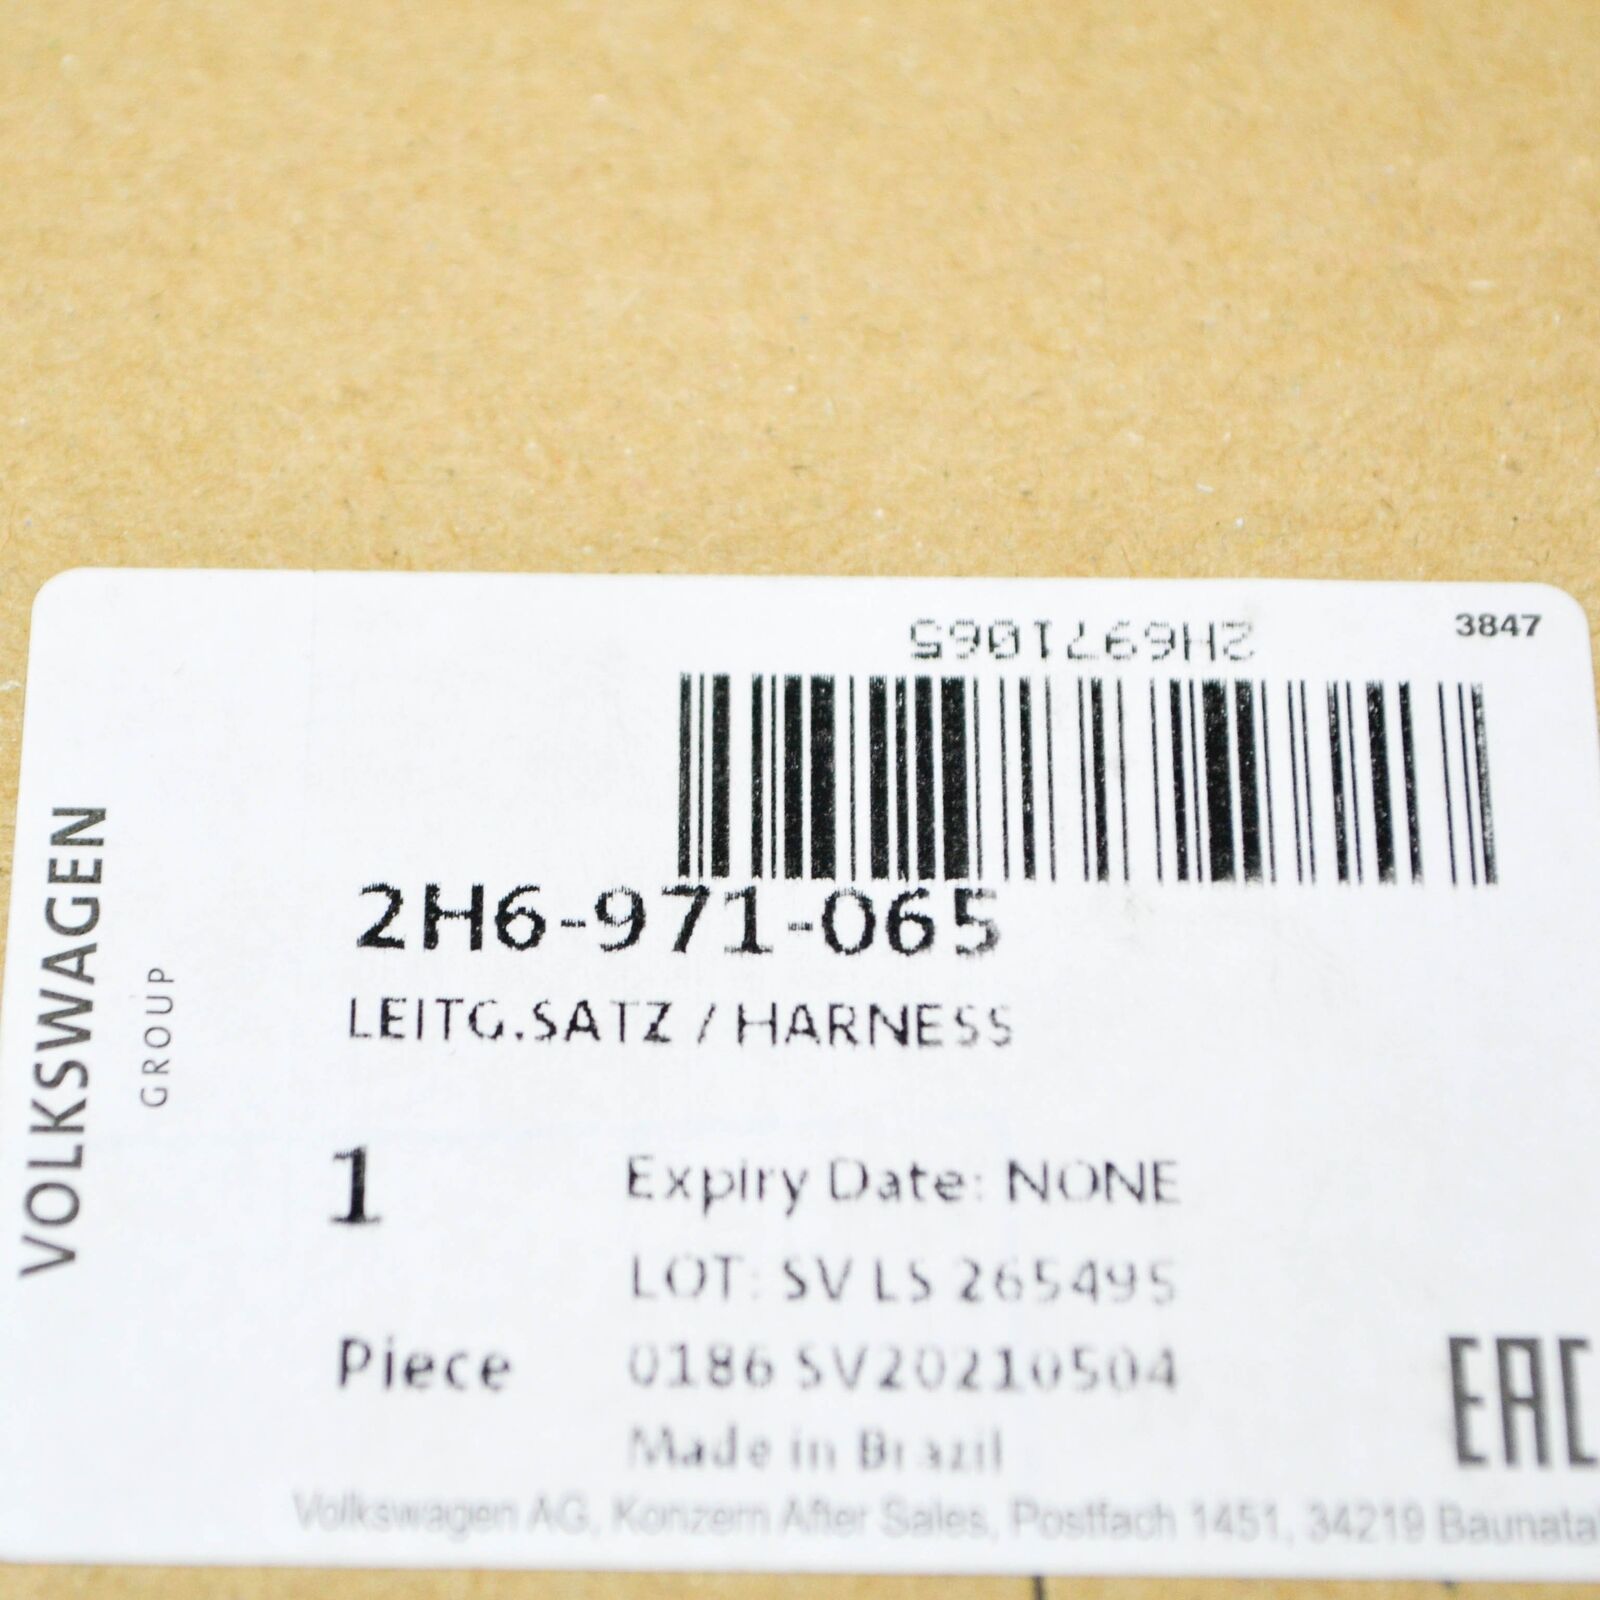 3847
2H6971065
2H6-971-065
LEITG.SATZ / HARNESS
1
Expiry Date: NONE
LOT: SV LS 265495
Piece
0186 SV20210504
Made in Brazil
EAC
Volkswagen AG, Konzern After Sales, Postfach 1451, 34219 Baunatal
VOLKSWAGEN
GROUP